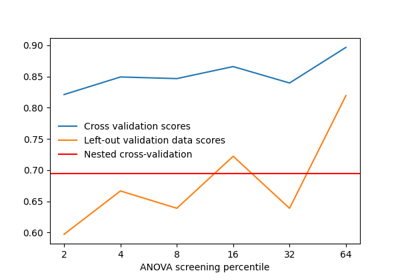 0.90
0.85
0.80
0.75
0.70
0.65
0.60
Cross validation scores
Left-out validation data scores
Nested cross-validation
2 4 8 16 32 64
ANOVA screening percentile